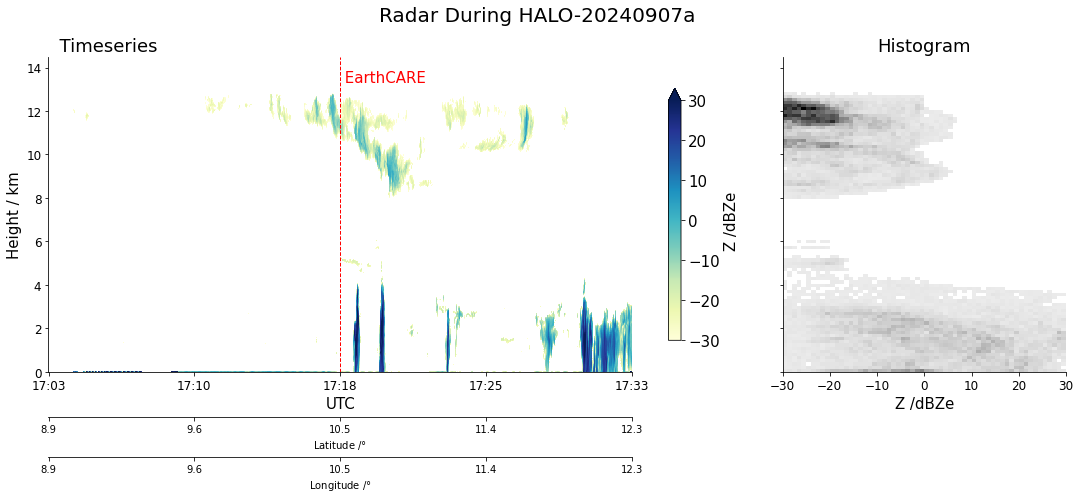 Radar During HALO-20240907a
Timeseries
Histogram
EarthCARE
Height / km
14
12
10
8
6
4
2
0
17:03 17:10 17:18 17:25 17:33
UTC
8.9 9.6 10.5 11.4 12.3
Latitude /°
8.9 9.6 10.5 11.4 12.3
Longitude /°
30
20
10
0
−10
−20
−30
Z /dBZe
−30 −20 −10 0 10 20 30
Z /dBZe